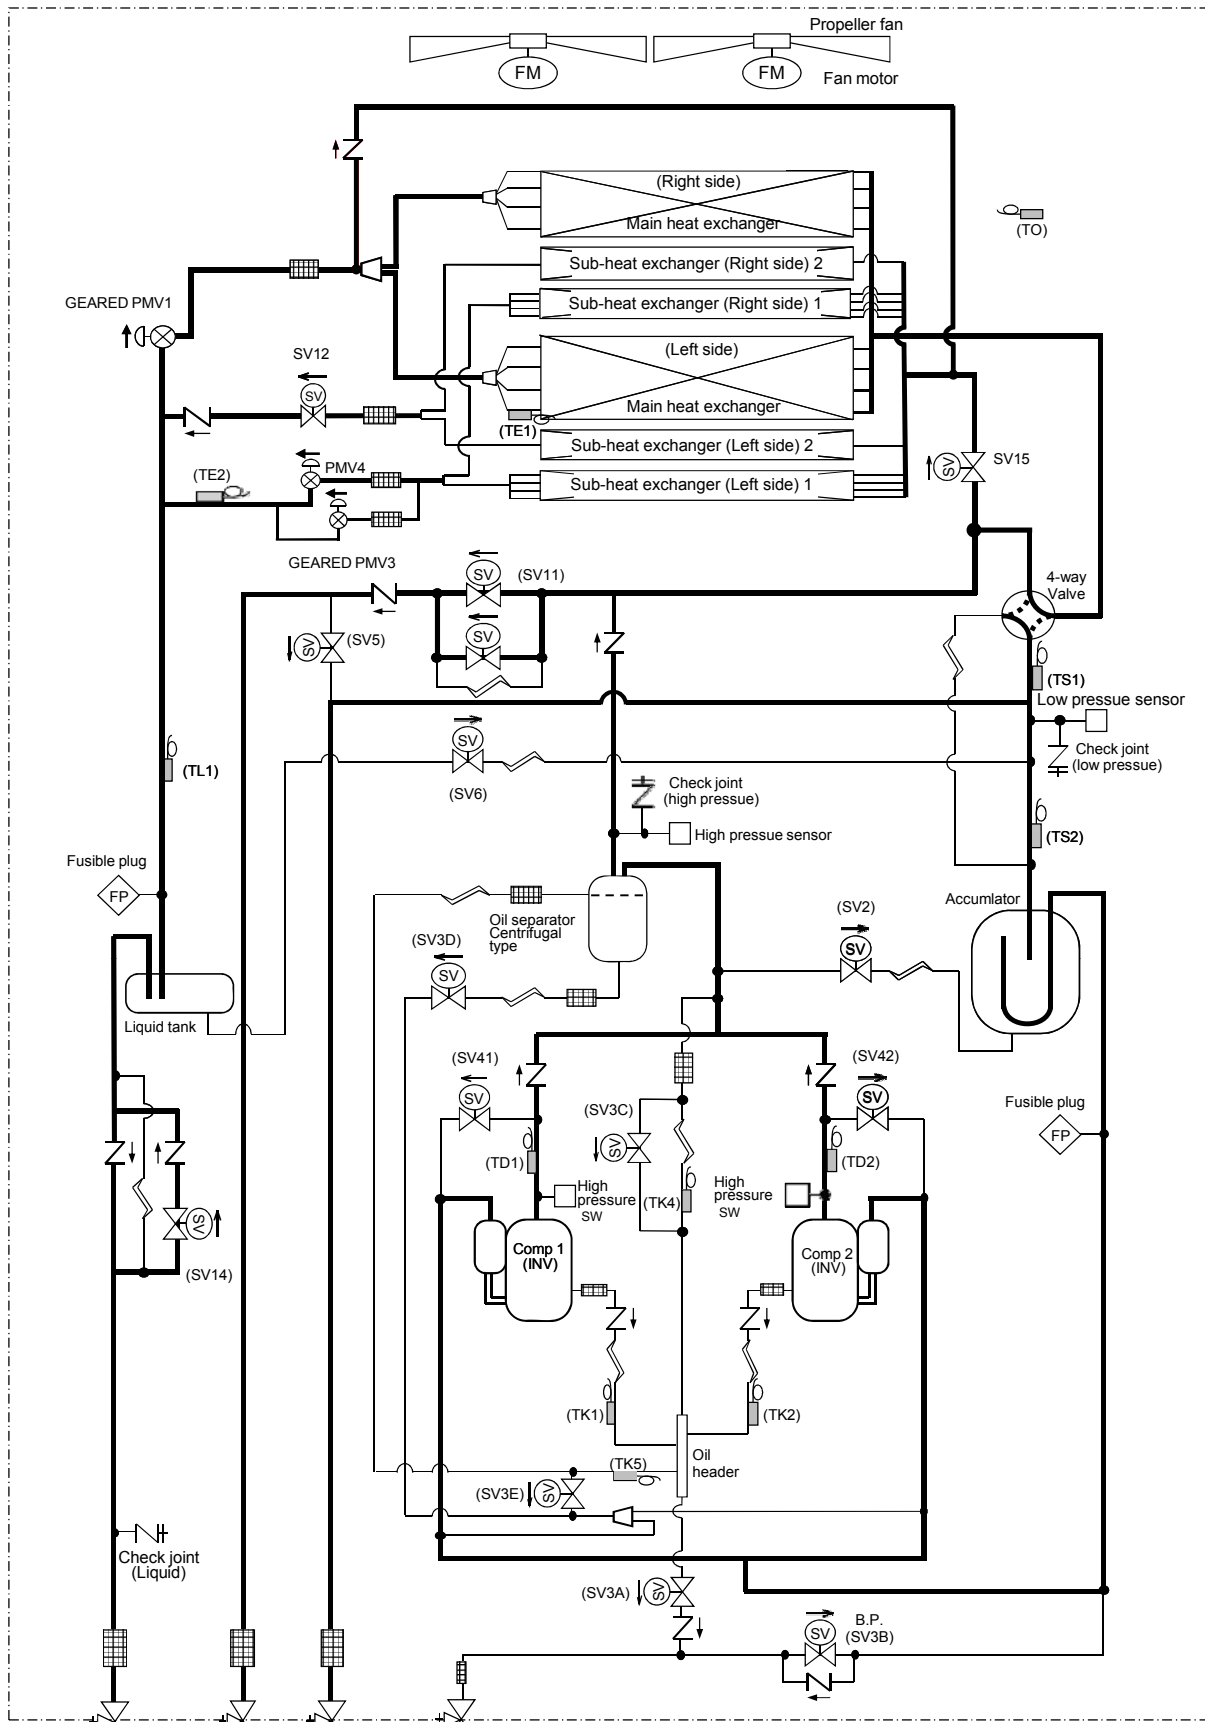 Propeller fan
FM
FM
Fan motor
(Right side)
Main heat exchanger
(TO)
Sub-heat exchanger (Right side) 2
Sub-heat exchanger (Right side) 1
GEARED PMV1
SV12
SV
(Left side)
Main heat exchanger
(TE1)
Sub-heat exchanger (Left side) 2
SV
SV15
(TE2)
PMV4
Sub-heat exchanger (Left side) 1
GEARED PMV3
SV
(SV11)
4-way
Valve
SV
SV
(SV5)
(TS1)
Low pressue sensor
SV
(SV6)
Check joint
(low pressue)
(TL1)
Check joint
(high pressue)
High pressue sensor
(TS2)
Fusible plug
FP
Oil separator
Centrifugal
type
Accumlator
(SV2)
SV
(SV3D)
SV
Liquid tank
(SV41)
SV
(SV42)
SV
(SV3C)
SV
Fusible plug
FP
(TD1)
(TD2)
High
pressure
SW
(TK4)
High
pressure
SW
SV
(SV14)
Comp 1
(INV)
Comp 2
(INV)
(TK1)
(TK2)
Oil
header
(TK5)
(SV3E)
SV
Check joint
(Liquid)
(SV3A)
SV
B.P.
(SV3B)
SV